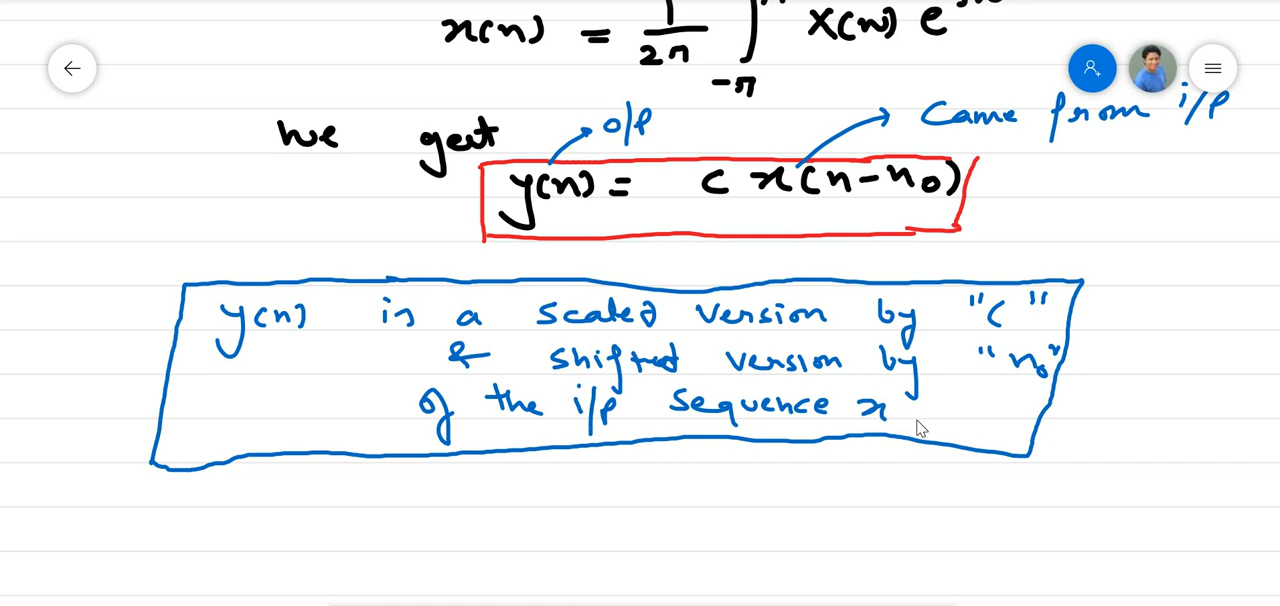 x(n) = 1/2π ∫ -π X(w) e
o/p
Came from i/p
we get
y(n) = C x(n-n₀)
y(n) is a scaled version by "C"
& shifted version by "n₀"
of the i/p sequence x